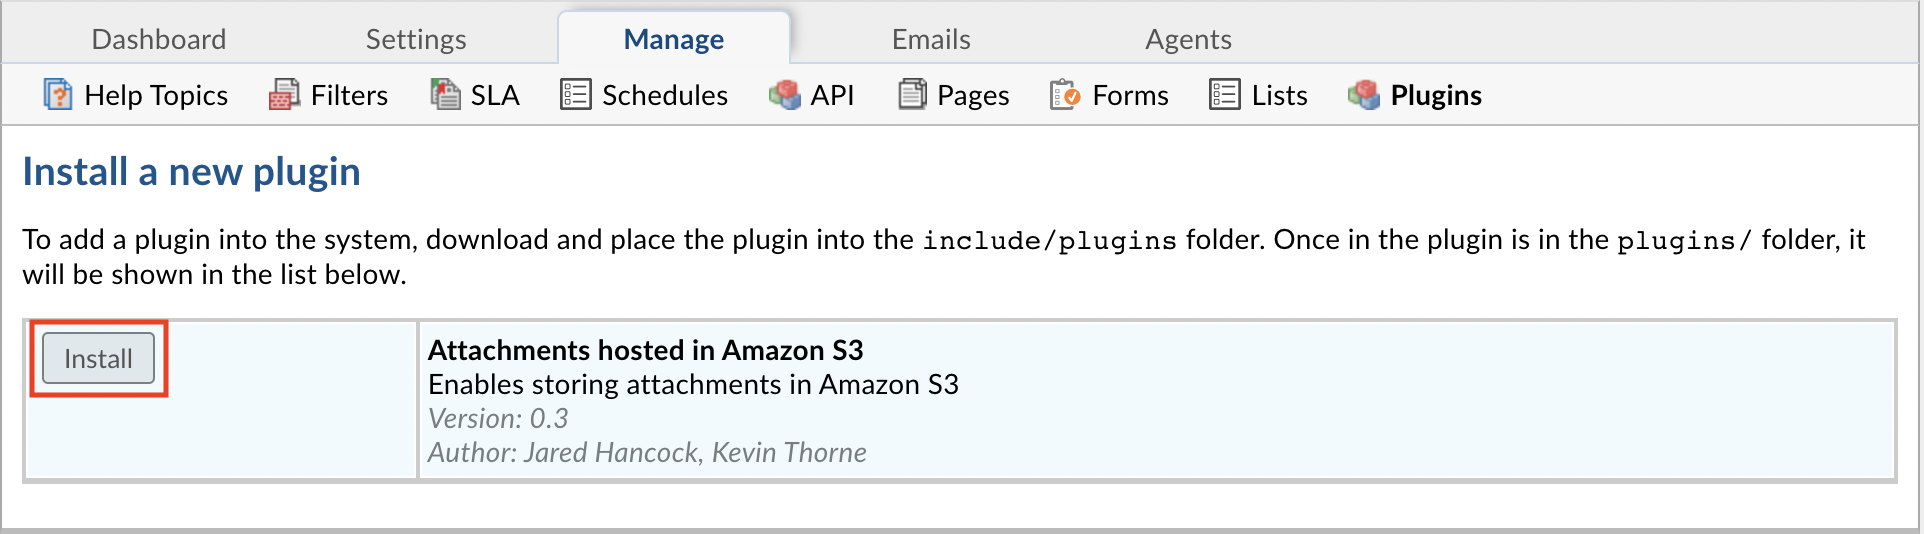 Dashboard Settings Manage Emails Agents
Help Topics Filters SLA Schedules API Pages Forms Lists Plugins
Install a new plugin
To add a plugin into the system, download and place the plugin into the include/plugins folder. Once in the plugin is in the plugins/ folder, it
will be shown in the list below.
Install
Attachments hosted in Amazon S3
Enables storing attachments in Amazon S3
Version: 0.3
Author: Jared Hancock, Kevin Thorne